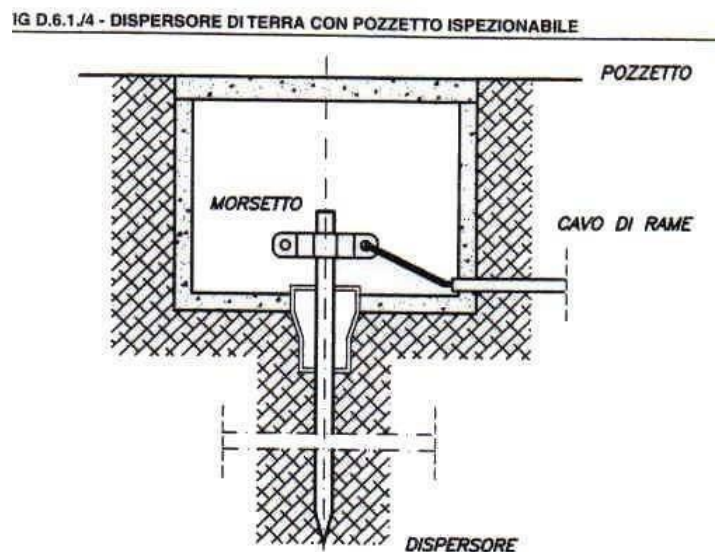 IG D.6.1./4 - DISPERSORE DI TERRA CON POZZETTO ISPEZIONABILE
POZZETTO
MORSETTO
CAVO DI RAME
DISPERSORE